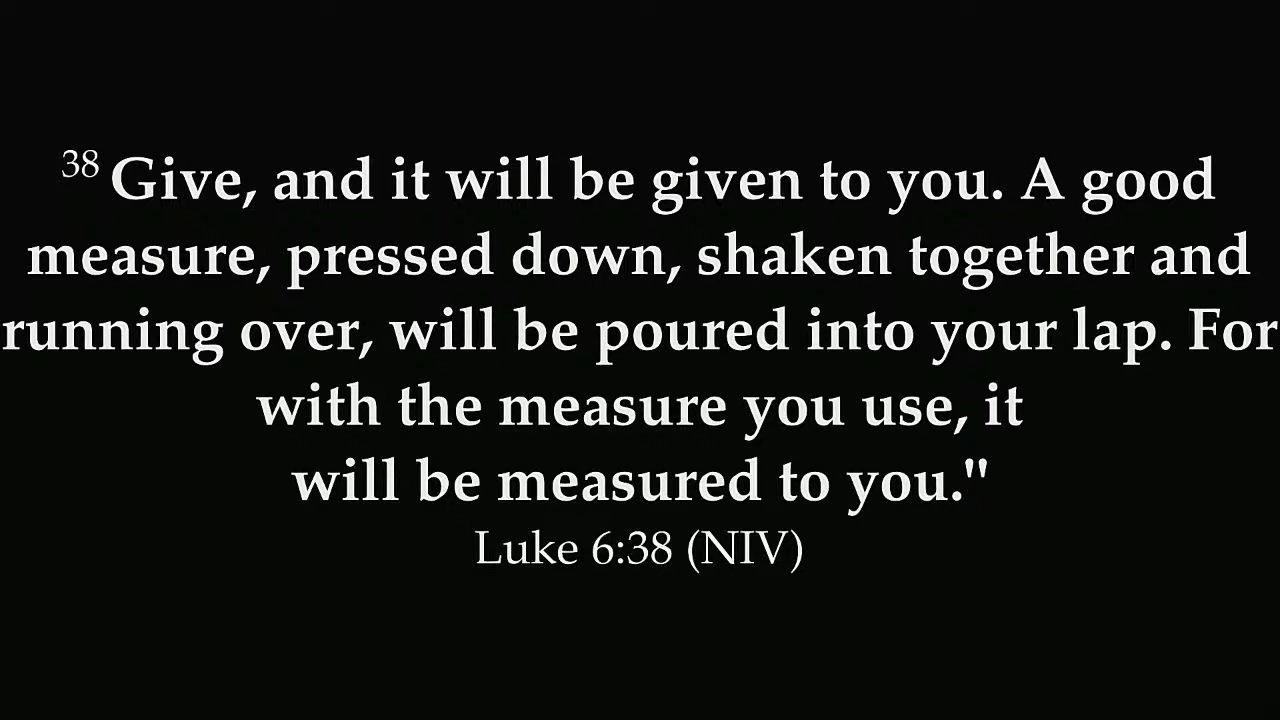 38 Give, and it will be given to you. A good
measure, pressed down, shaken together and
running over, will be poured into your lap. For
with the measure you use, it
will be measured to you."
Luke 6:38 (NIV)